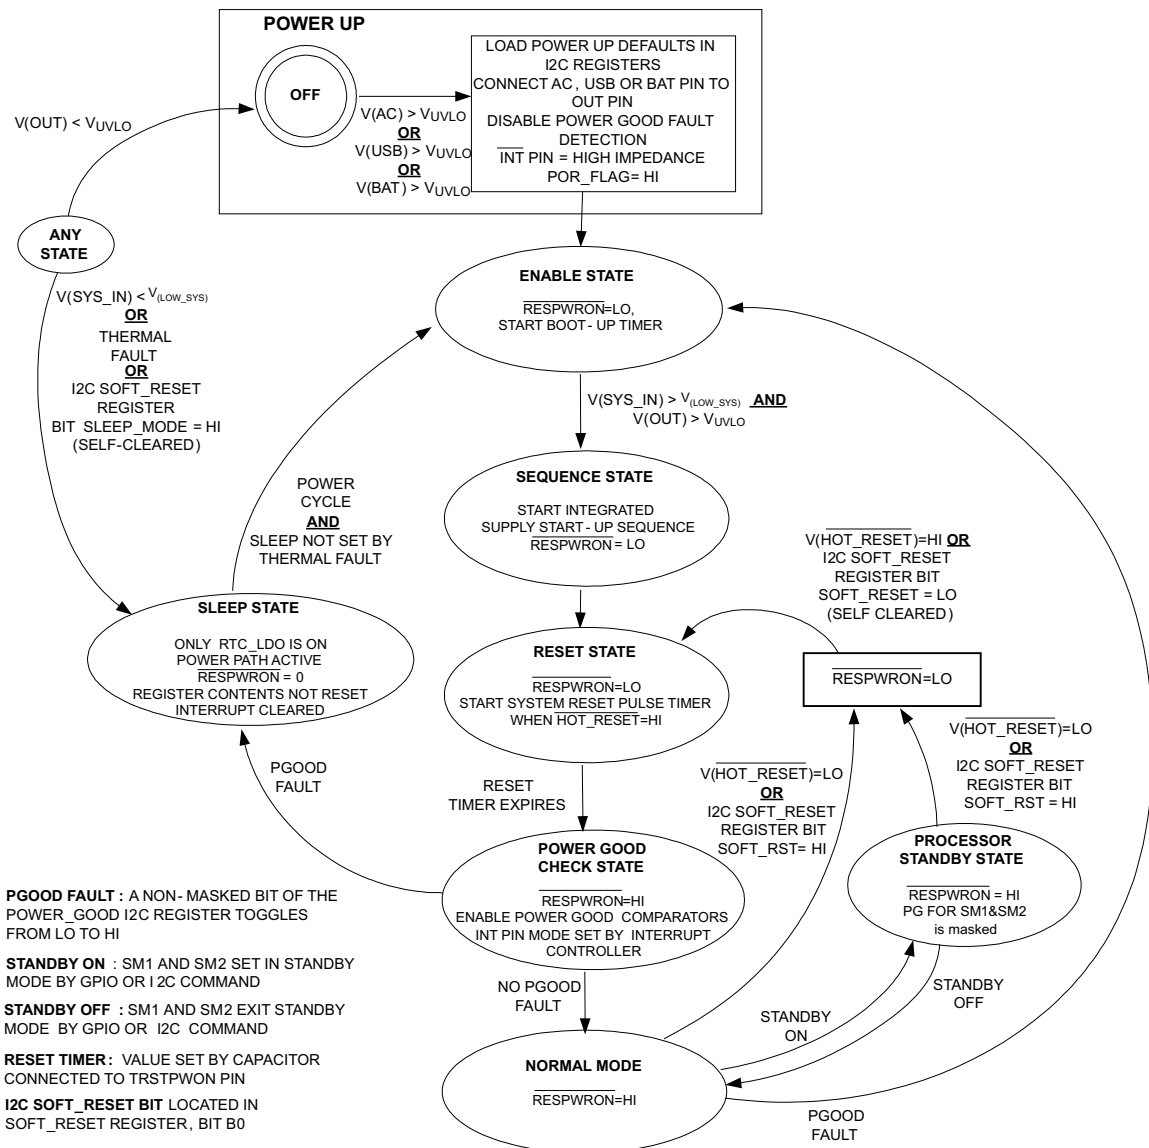 POWER UP
OFF
V(AC) > VUVLO
OR
V(USB) > VUVLO
OR
V(BAT) > VUVLO
LOAD POWER UP DEFAULTS IN
I2C REGISTERS
CONNECT AC, USB OR BAT PIN TO
OUT PIN
DISABLE POWER GOOD FAULT
DETECTION
INT PIN = HIGH IMPEDANCE
POR_FLAG= HI
V(OUT) < VUVLO
ANY
STATE
V(SYS_IN) < V(LOW_SYS)
OR
THERMAL
FAULT
OR
I2C SOFT_RESET
REGISTER
BIT SLEEP_MODE = HI
(SELF-CLEARED)
ENABLE STATE
RESPWRON=LO,
START BOOT- UP TIMER
V(SYS_IN) > V(LOW_SYS) AND
V(OUT) > VUVLO
SEQUENCE STATE
START INTEGRATED
SUPPLY START- UP SEQUENCE
RESPWRON = LO
POWER
CYCLE
AND
SLEEP NOT SET BY
THERMAL FAULT
SLEEP STATE
ONLY RTC_LDO IS ON
POWER PATH ACTIVE
RESPWRON = 0
REGISTER CONTENTS NOT RESET
INTERRUPT CLEARED
RESET STATE
RESPWRON=LO
START SYSTEM RESET PULSE TIMER
WHEN HOT_RESET=HI
V(HOT_RESET)=HI OR
I2C SOFT_RESET
REGISTER BIT
SOFT_RESET = LO
(SELF CLEARED)
RESPWRON=LO
PGOOD
FAULT
RESET
TIMER EXPIRES
V(HOT_RESET)=LO
OR
I2C SOFT_RESET
REGISTER BIT
SOFT_RST= HI
V(HOT_RESET)=LO
OR
I2C SOFT_RESET
REGISTER BIT
SOFT_RST = HI
POWER GOOD
CHECK STATE
RESPWRON=HI
ENABLE POWER GOOD COMPARATORS
INT PIN MODE SET BY INTERRUPT
CONTROLLER
PROCESSOR
STANDBY STATE
RESPWRON = HI
PG FOR SM1&SM2
is masked
NO PGOOD
FAULT
STANDBY
ON
STANDBY
OFF
NORMAL MODE
RESPWRON=HI
PGOOD
FAULT
PGOOD FAULT : A NON- MASKED BIT OF THE
POWER_GOOD I2C REGISTER TOGGLES
FROM LO TO HI
STANDBY ON : SM1 AND SM2 SET IN STANDBY
MODE BY GPIO OR I2C COMMAND
STANDBY OFF : SM1 AND SM2 EXIT STANDBY
MODE BY GPIO OR I2C COMMAND
RESET TIMER: VALUE SET BY CAPACITOR
CONNECTED TO TRSTPWON PIN
I2C SOFT_RESET BIT LOCATED IN
SOFT_RESET REGISTER, BIT B0